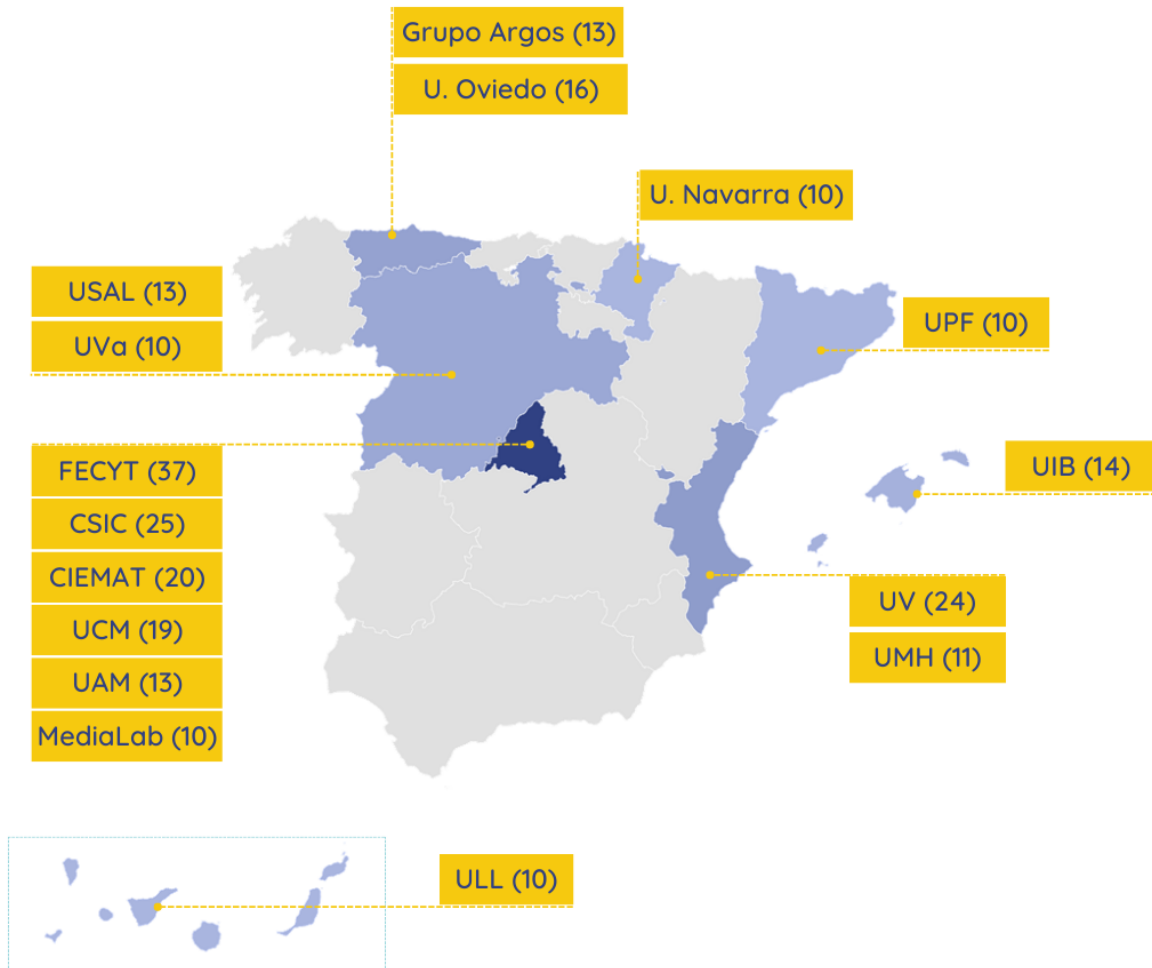 Grupo Argos (13)
U. Oviedo (16)
U. Navarra (10)
USAL (13)
UVa (10)
UPF (10)
FECYT (37)
CSIC (25)
CIEMAT (20)
UCM (19)
UAM (13)
MediaLab (10)
UIB (14)
UV (24)
UMH (11)
ULL (10)